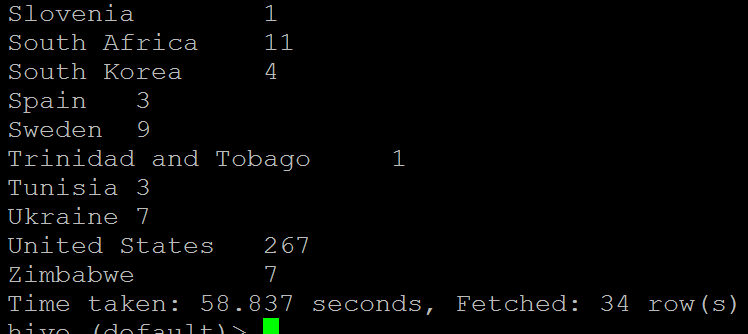 Slovenia 1
South Africa 11
South Korea 4
Spain 3
Sweden 9
Trinidad and Tobago 1
Tunisia 3
Ukraine 7
United States 267
Zimbabwe 7
Time taken: 58.837 seconds, Fetched: 34 row(s)
hive (default)>